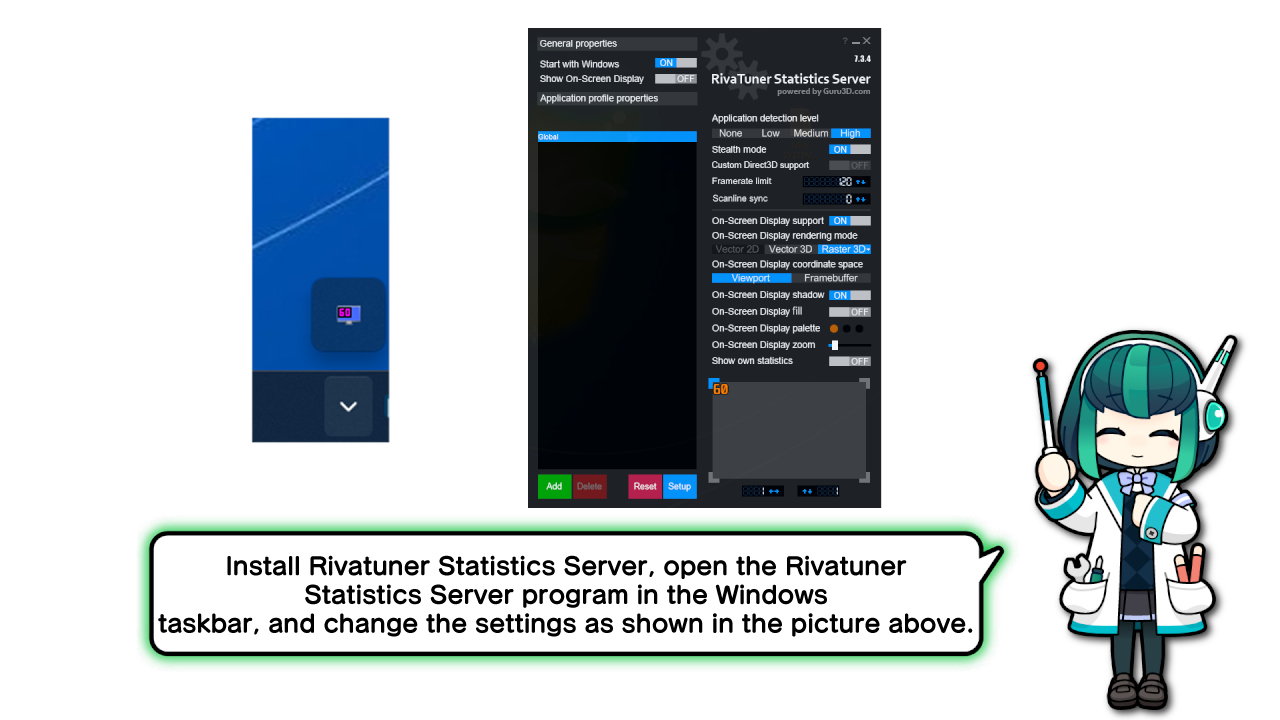 General properties
Start with Windows ON
Show On-Screen Display OFF
Application profile properties
Global
Add
Delete
Reset
Setup
? 
7.3.4
RivaTuner Statistics Server
powered by Guru3D.com
Application detection level
None Low Medium High
Stealth mode ON
Custom Direct3D support OFF
Framerate limit 120
Scanline sync 0
On-Screen Display support ON
On-Screen Display rendering mode
Vector 2D Vector 3D Raster 3D
On-Screen Display coordinate space
Viewport Framebuffer
On-Screen Display shadow ON
On-Screen Display fill OFF
On-Screen Display palette
On-Screen Display zoom
Show own statistics OFF
60
1 1
60
Install Rivatuner Statistics Server, open the Rivatuner
Statistics Server program in the Windows
taskbar, and change the settings as shown in the picture above.